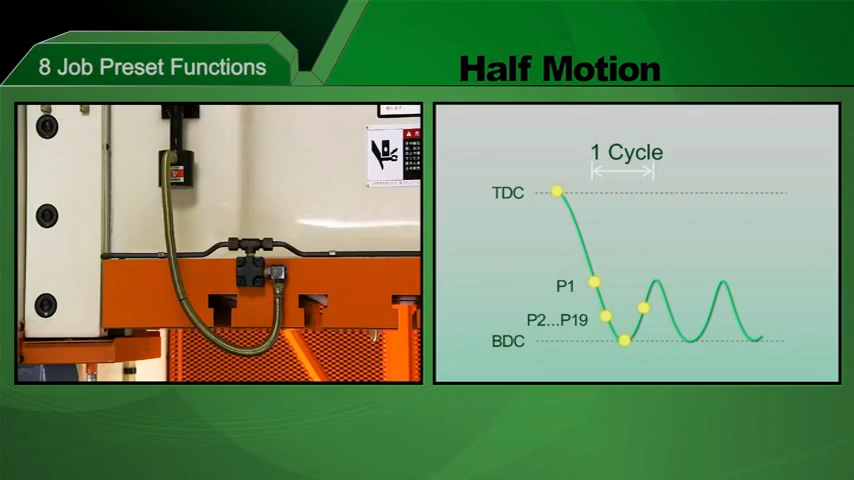 8 Job Preset Functions
Half Motion
1 Cycle
TDC
P1
P2...P19
BDC